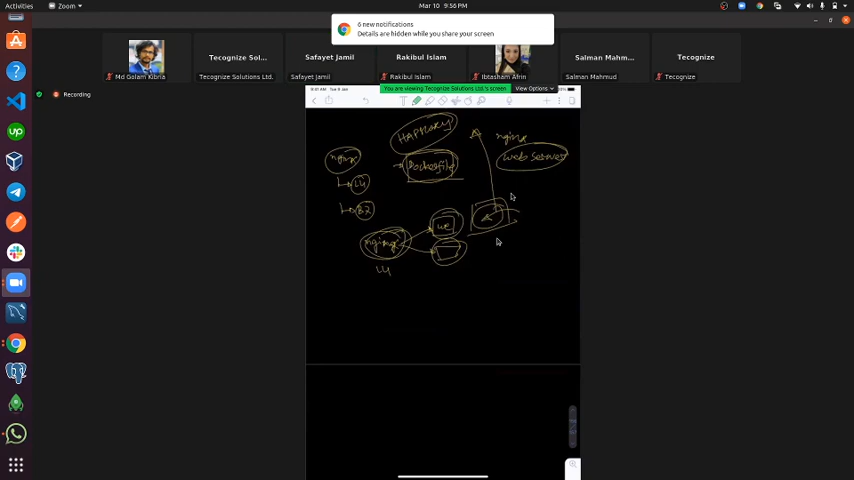 Activities
Zoom
Mar 10 9:56 PM
6 new notifications
Details are hidden while you share your screen
Tecognize Sol...
Safayet Jamil
Rakibul Islam
Salman Mahm...
Tecognize
Md Golam Kibria
Tecognize Solutions Ltd.
Safayet Jamil
Rakibul Islam
Ibtasham Afrin
Salman Mahmud
Tecognize
Recording
You are viewing Tecognize Solutions Ltd.'s screen
View Options
HAPROXY
nginx
nginx
Dockerfile
web server
L4
nginx